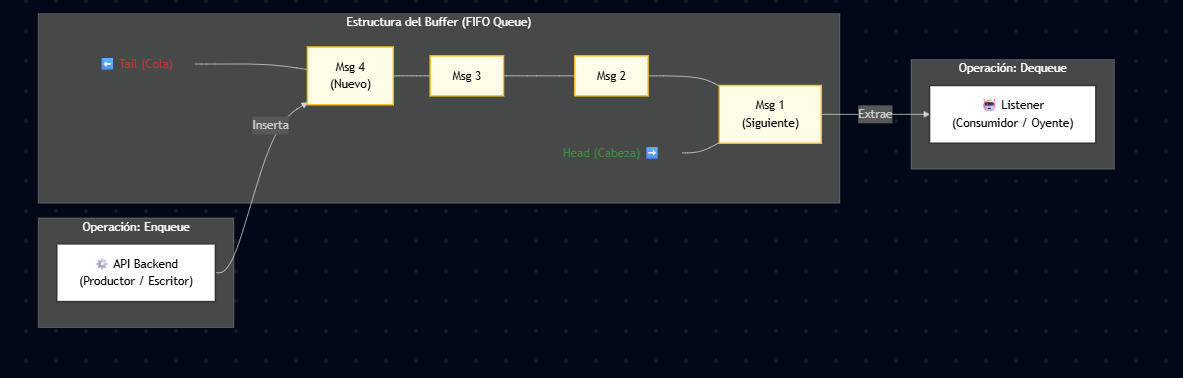 Estructura del Buffer (FIFO Queue)
Tail (Cola)
Msg 4
(Nuevo)
Msg 3
Msg 2
Msg 1
(Siguiente)
Head (Cabeza)
Inserta
Extrae
Operación: Dequeue
Listener
(Consumidor / Oyente)
Operación: Enqueue
API Backend
(Productor / Escritor)